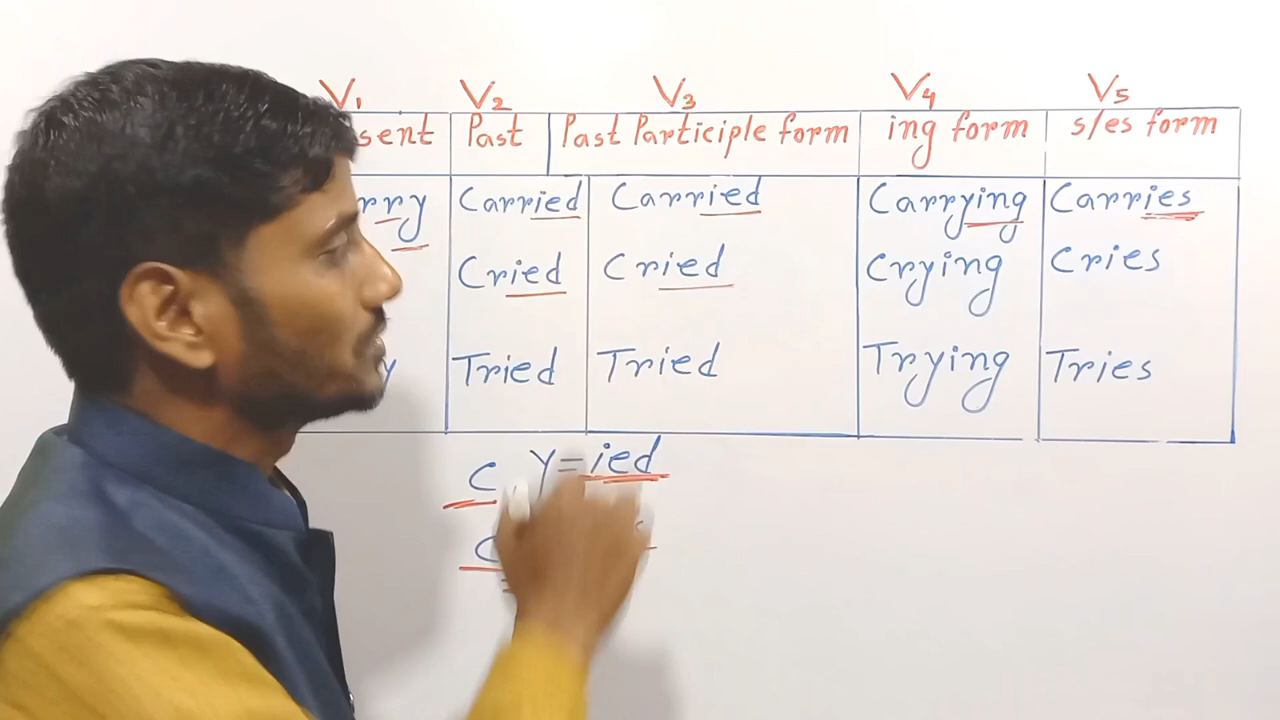 V1 V2 V3 V4 V5
sent Past Past Participle form ing form s/es form
rry Carried Carried Carrying Carries
Cried Cried Crying Cries
y Tried Tried Trying Tries
C y=ied
C